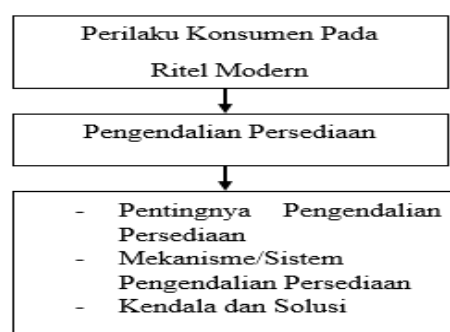 Perilaku Konsumen Pada
Ritel Modern
Pengendalian Persediaan
- Pentingnya Pengendalian
Persediaan
- Mekanisme/Sistem
Pengendalian Persediaan
- Kendala dan Solusi